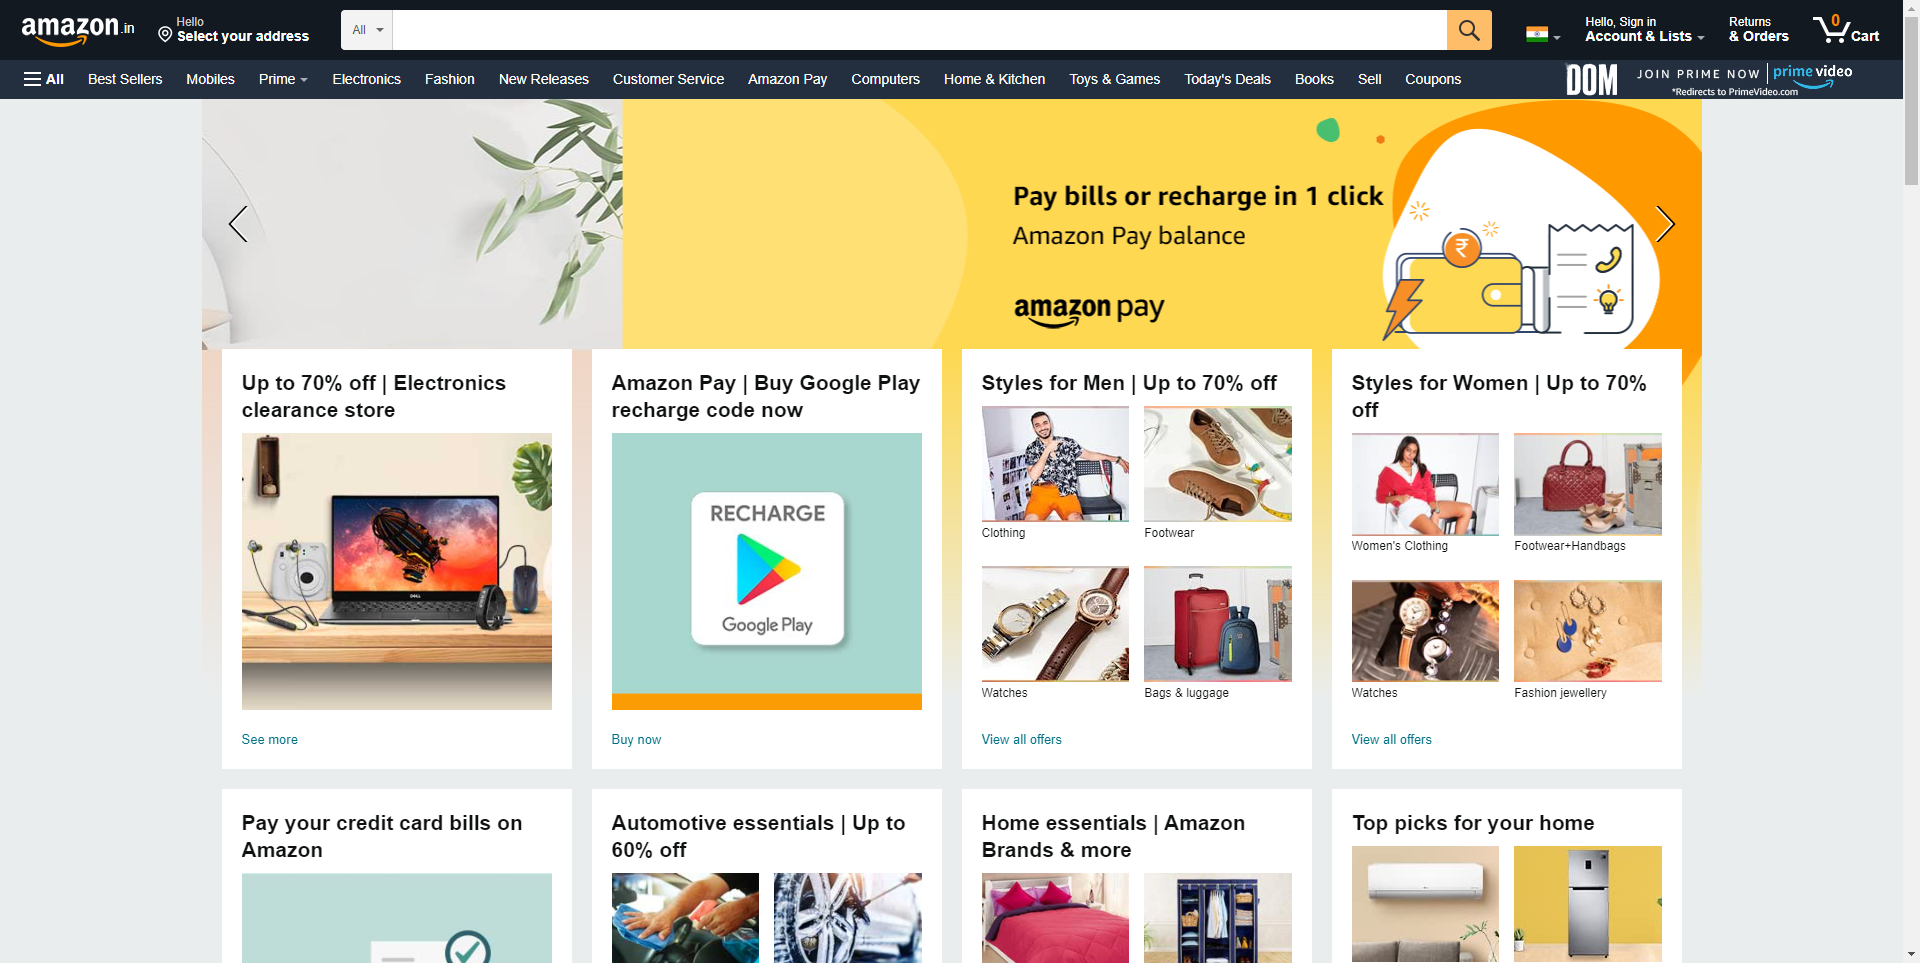 amazon.in
Hello
Select your address
All
0
Hello, Sign in
Account & Lists
Returns
& Orders
Cart
All
Best Sellers
Mobiles
Prime
Electronics
Fashion
New Releases
Customer Service
Amazon Pay
Computers
Home & Kitchen
Toys & Games
Today's Deals
Books
Sell
Coupons
DOM
JOIN PRIME NOW
prime video
*Redirects to PrimeVideo.com
Pay bills or recharge in 1 click
Amazon Pay balance
amazon pay
₹
Up to 70% off | Electronics
clearance store
DELL
See more
Amazon Pay | Buy Google Play
recharge code now
RECHARGE
Google Play
Buy now
Styles for Men | Up to 70% off
Clothing
Footwear
Watches
Bags & luggage
View all offers
Styles for Women | Up to 70%
off
Women's Clothing
Footwear+Handbags
Watches
Fashion jewellery
View all offers
Pay your credit card bills on
Amazon
Automotive essentials | Up to
60% off
Home essentials | Amazon
Brands & more
Top picks for your home